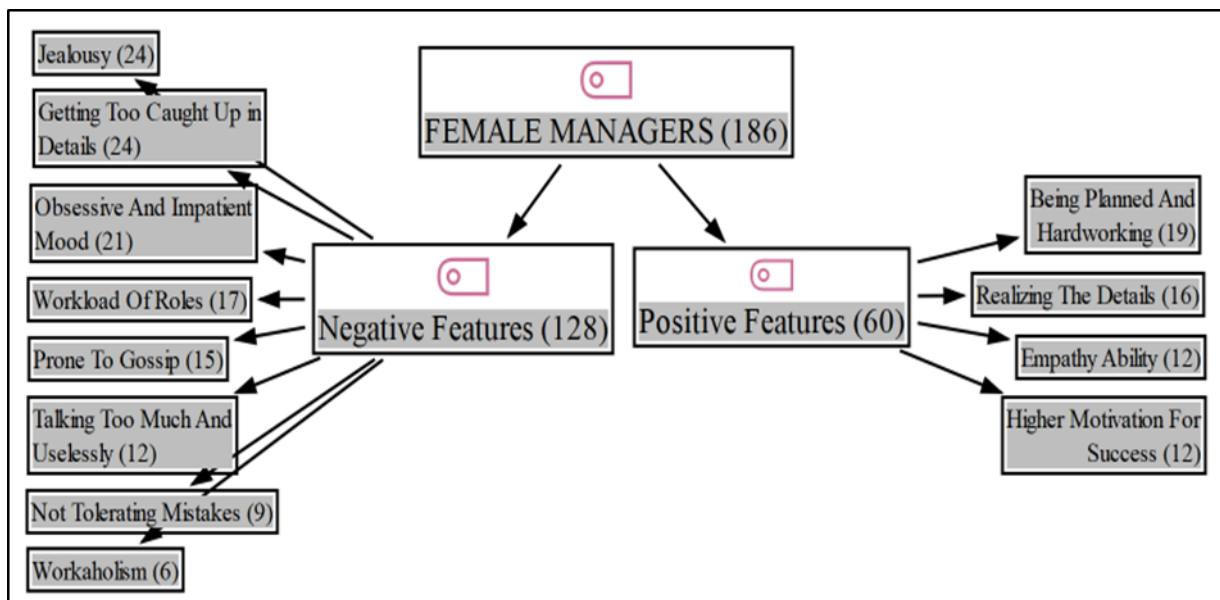 FEMALE MANAGERS (186)
Negative Features (128)
Positive Features (60)
Jealousy (24)
Getting Too Caught Up in
Details (24)
Obsessive And Impatient
Mood (21)
Workload Of Roles (17)
Prone To Gossip (15)
Talking Too Much And
Uselessly (12)
Not Tolerating Mistakes (9)
Workaholism (6)
Being Planned And
Hardworking (19)
Realizing The Details (16)
Empathy Ability (12)
Higher Motivation For
Success (12)